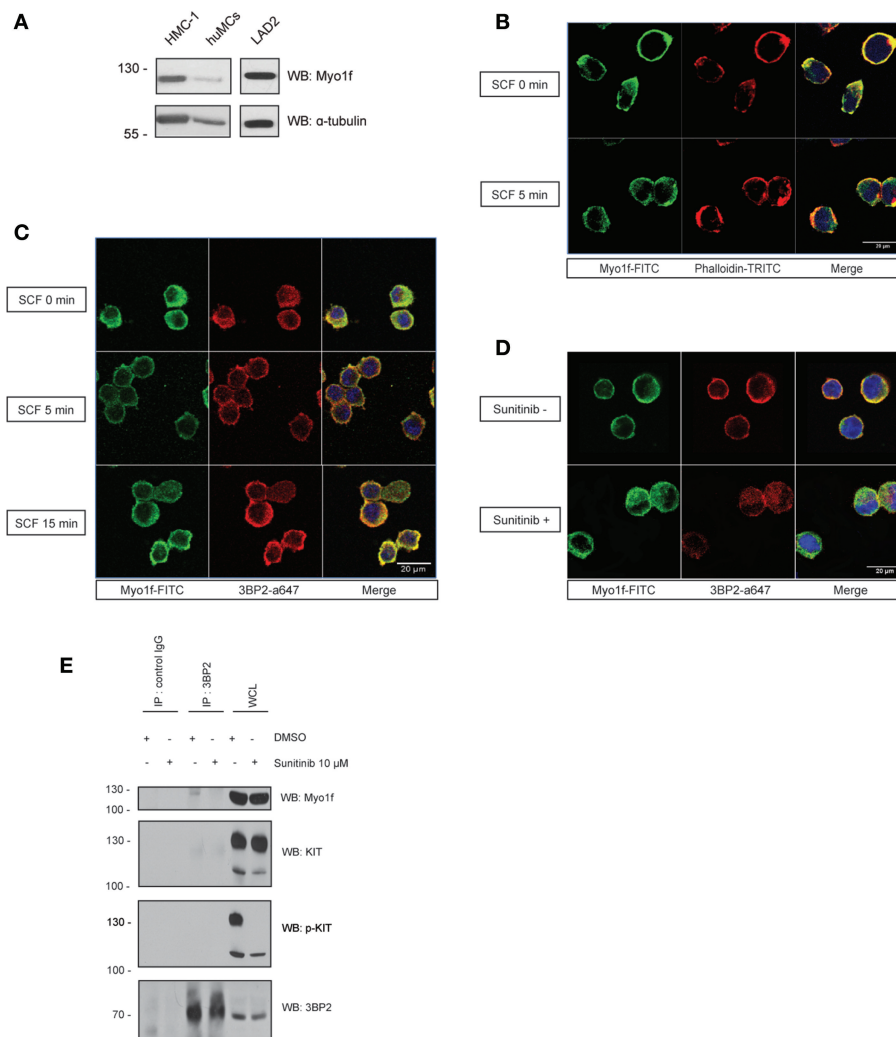 A
HMC-1
huMCs
LAD2
130 -
WB: Myo1f
55 -
WB: α-tubulin
B
SCF 0 min
SCF 5 min
20 µm
Myo1f-FITC
Phalloidin-TRITC
Merge
C
SCF 0 min
SCF 5 min
SCF 15 min
20 µm
Myo1f-FITC
3BP2-a647
Merge
D
Sunitinib -
Sunitinib +
20 µm
Myo1f-FITC
3BP2-a647
Merge
E
IP : control IgG
IP : 3BP2
WCL
+ - + - + - DMSO
- + - + - + Sunitinib 10 µM
130 -
100 -
WB: Myo1f
130 -
100 -
WB: KIT
130 -
100 -
WB: p-KIT
70 -
WB: 3BP2